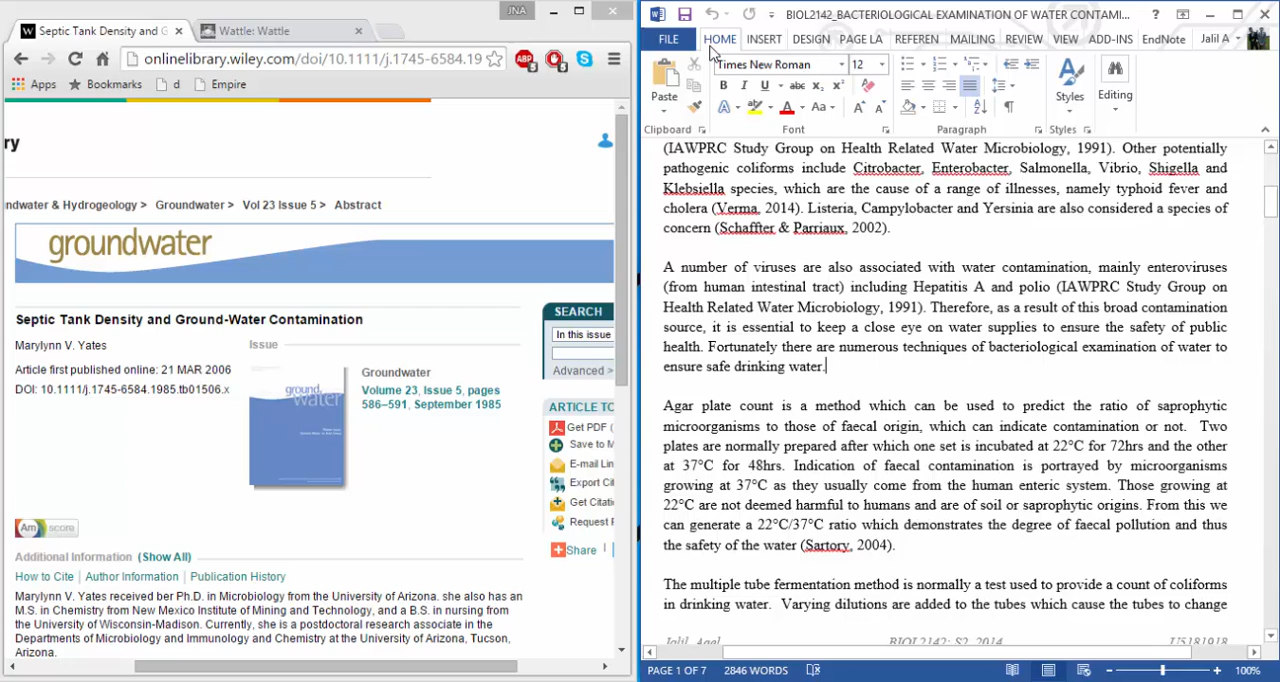 Septic Tank Density and G
Wattle: Wattle
JNA
onlinelibrary.wiley.com/doi/10.1111/j.1745-6584.19
ABP
5
5
Apps
Bookmarks
d
Empirics
ry
ndwater & Hydrogeology > Groundwater > Vol 23 Issue 5 > Abstract
groundwater
Septic Tank Density and Ground-Water Contamination
Marylynn V. Yates
Article first published online: 21 MAR 2006
DOI: 10.1111/j.1745-6584.1985.tb01506.x
Issue
ground
water
Groundwater
Volume 23, Issue 5, pages
586–591, September 1985
SEARCH
In this issue
Advanced >
ARTICLE TO
Get PDF (
Save to M
E-mail Lin
Export Cit
Get Citatio
Request F
Share
Am score
Additional Information (Show All)
How to Cite | Author Information | Publication History
Marylynn V. Yates received ber Ph.D. in Microbiology from the University of Arizona. she also has an
M.S. in Chemistry from New Mexico Institute of Mining and Technology, and a B.S. in nursing from
the University of Wisconsin-Madison. Currently, she is a postdoctoral research associate in the
Departments of Microbiology and Immunology and Chemistry at the University of Arizona, Tucson,
Arizona.
BIOL2142_BACTERIOLOGICAL EXAMINATION OF WATER CONTAMI...
FILE HOME INSERT DESIGN PAGE LA REFEREN MAILING REVIEW VIEW ADD-INS EndNote Jalil A
Times New Roman 12
Paste
Styles
Editing
Clipboard Font Paragraph Styles
(IAWPRC Study Group on Health Related Water Microbiology, 1991). Other potentially
pathogenic coliforms include Citrobacter, Enterobacter, Salmonella, Vibrio, Shigella and
Klebsiella species, which are the cause of a range of illnesses, namely typhoid fever and
cholera (Verma, 2014). Listeria, Campylobacter and Yersinia are also considered a species of
concern (Schaffter & Parriaux, 2002).
A number of viruses are also associated with water contamination, mainly enteroviruses
(from human intestinal tract) including Hepatitis A and polio (IAWPRC Study Group on
Health Related Water Microbiology, 1991). Therefore, as a result of this broad contamination
source, it is essential to keep a close eye on water supplies to ensure the safety of public
health. Fortunately there are numerous techniques of bacteriological examination of water to
ensure safe drinking water.
Agar plate count is a method which can be used to predict the ratio of saprophytic
microorganisms to those of faecal origin, which can indicate contamination or not. Two
plates are normally prepared after which one set is incubated at 22°C for 72hrs and the other
at 37°C for 48hrs. Indication of faecal contamination is portrayed by microorganisms
growing at 37°C as they usually come from the human enteric system. Those growing at
22°C are not deemed harmful to humans and are of soil or saprophytic origins. From this we
can generate a 22°C/37°C ratio which demonstrates the degree of faecal pollution and thus
the safety of the water (Sartory, 2004).
The multiple tube fermentation method is normally a test used to provide a count of coliforms
in drinking water. Varying dilutions are added to the tubes which cause the tubes to change
PAGE 1 OF 7 2846 WORDS 100%